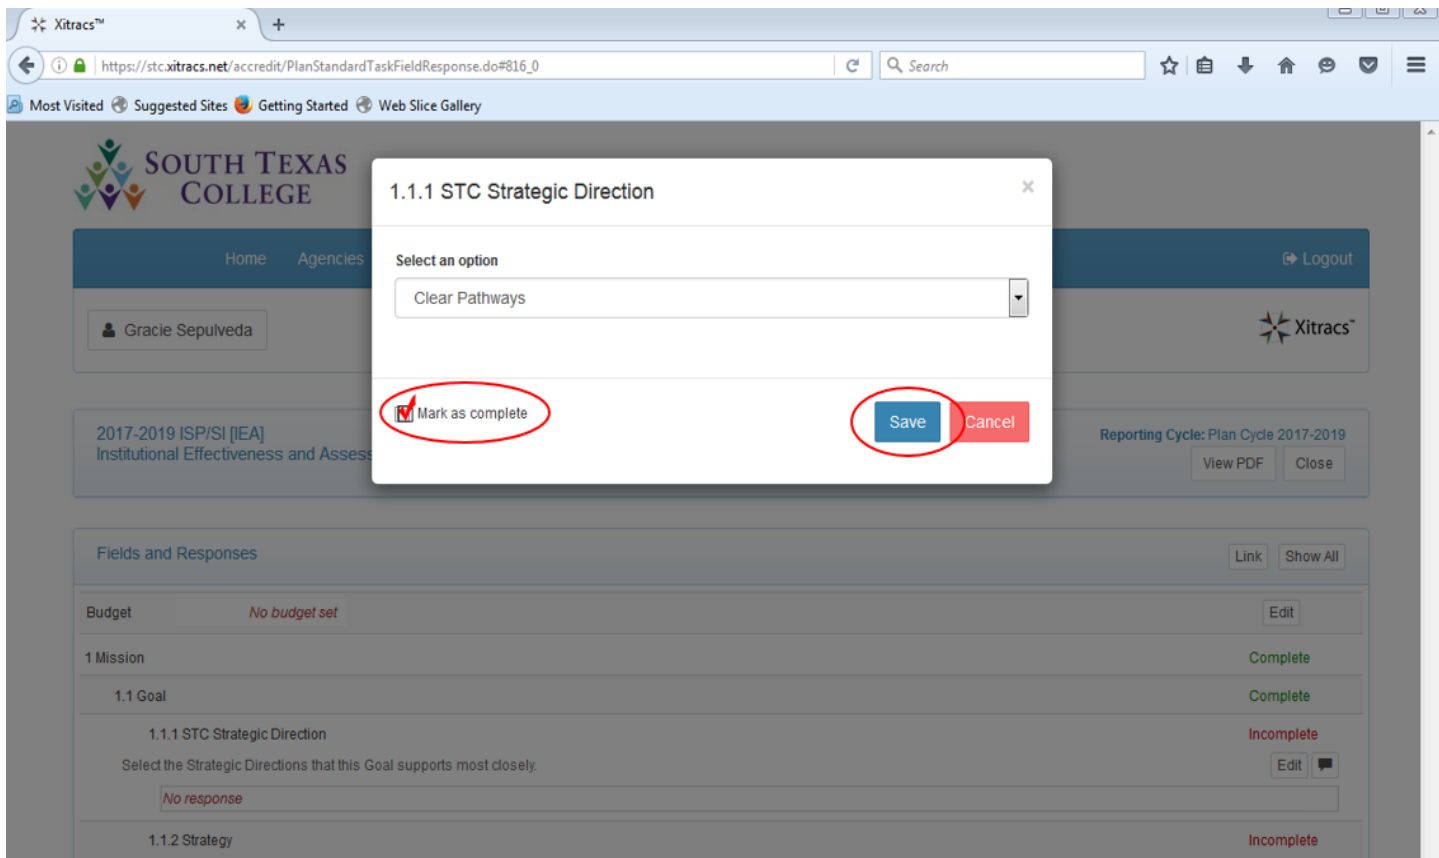 Xitracs™
https://stc.xitracs.net/accredit/PlanStandardTaskFieldResponse.do#816_0
Search
Most Visited Suggested Sites Getting Started Web Slice Gallery
SOUTH TEXAS
COLLEGE
1.1.1 STC Strategic Direction
Home Agencies
Logout
Select an option
Clear Pathways
Gracie Sepulveda
Xitracs™
Mark as complete
Save Cancel
2017-2019 ISP/SI [IEA]
Institutional Effectiveness and Assess
Reporting Cycle: Plan Cycle 2017-2019
View PDF Close
Fields and Responses
Link Show All
Budget No budget set Edit
1 Mission Complete
1.1 Goal Complete
1.1.1 STC Strategic Direction Incomplete
Select the Strategic Directions that this Goal supports most closely. Edit
No response
1.1.2 Strategy Incomplete